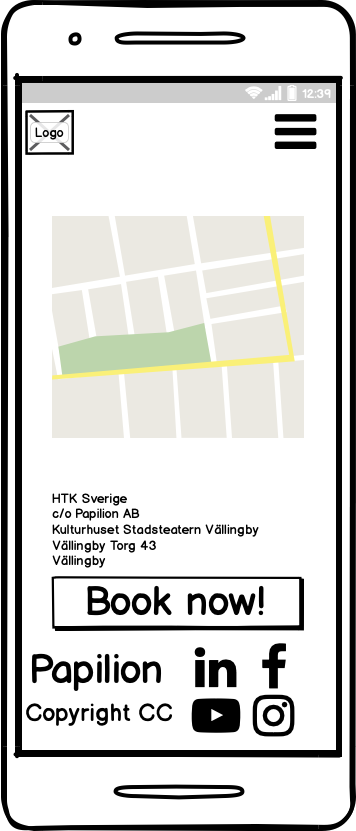 12:39
Logo
HTK Sverige
c/o Papilion AB
Kulturhuset Stadsteatern Vällingby
Vällingby Torg 43
Vällingby
Book now!
Papilion
in f
Copyright CC